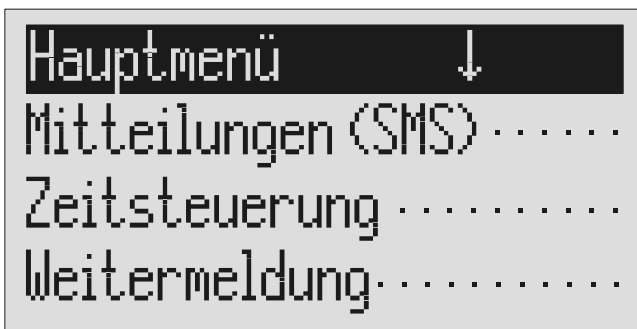 Hauptmenü ↓
Mitteilungen (SMS) ······
Zeitsteuerung ··········
Weitermeldung···········